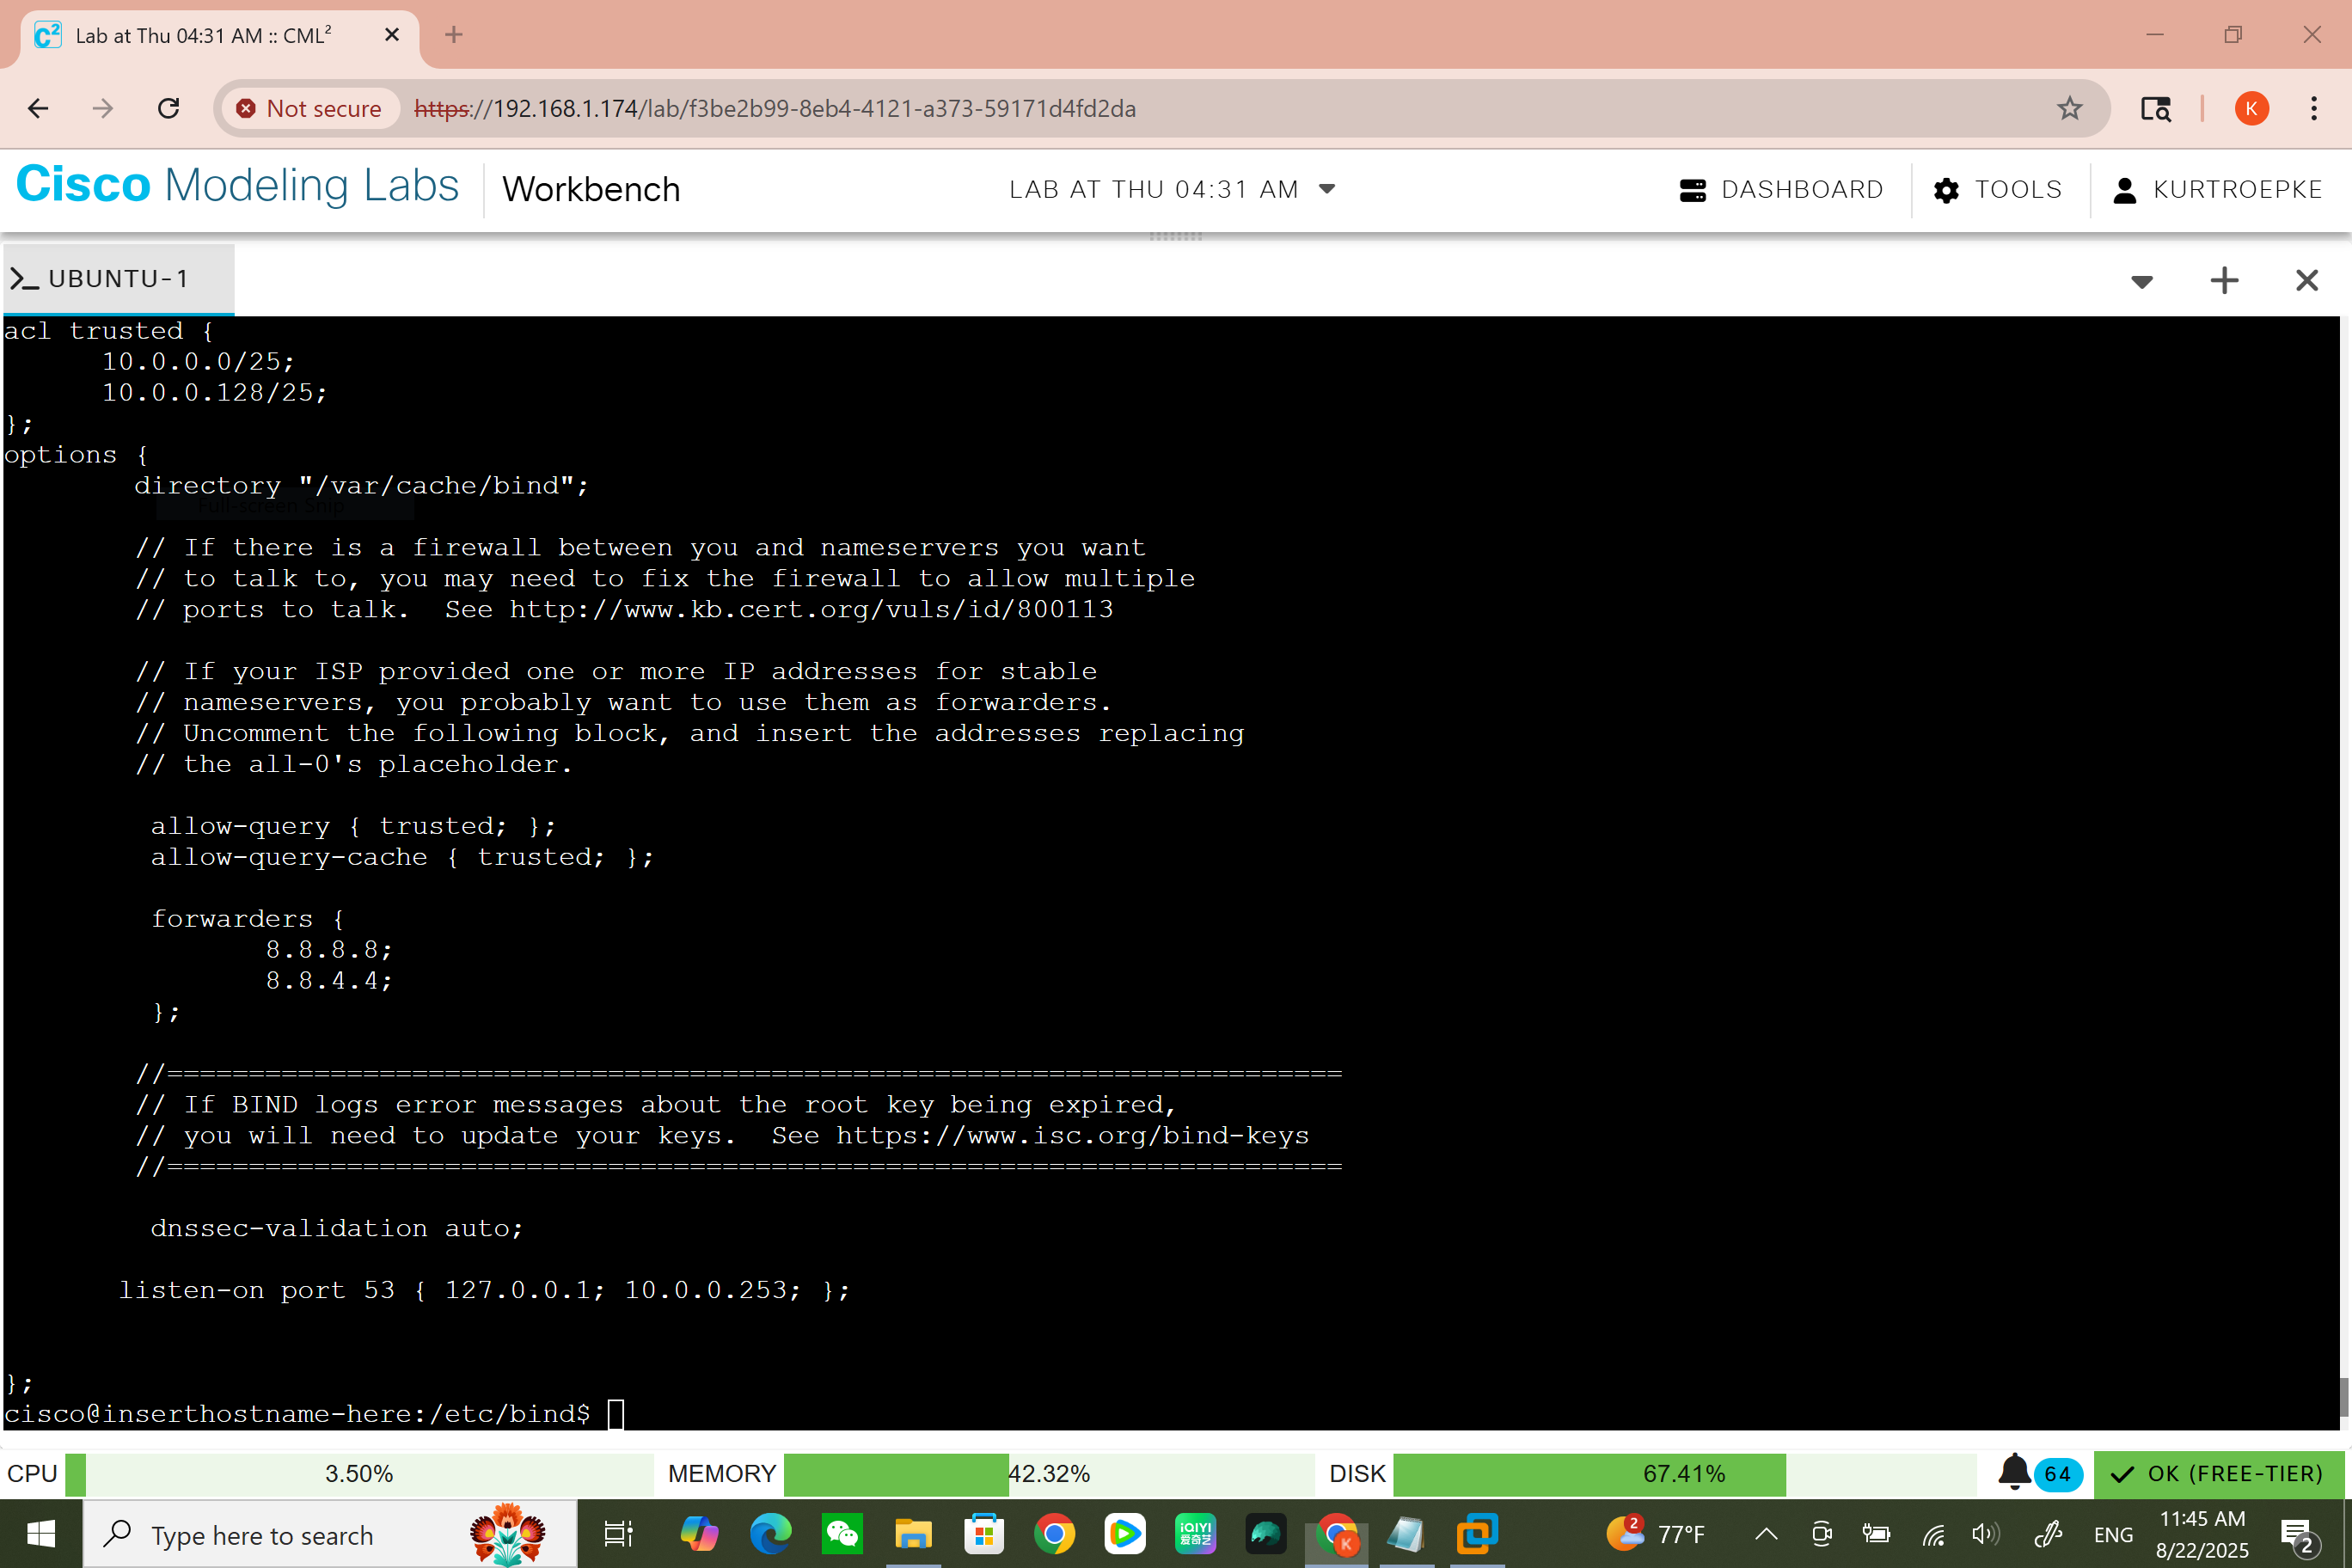 Lab at Thu 04:31 AM :: CML²
Not secure
https://192.168.1.174/lab/f3be2b99-8eb4-4121-a373-59171d4fd2da
K
Cisco Modeling Labs
Workbench
LAB AT THU 04:31 AM
DASHBOARD
TOOLS
KURTROEPKE
>_ UBUNTU-1
acl trusted {
10.0.0.0/25;
10.0.0.128/25;
};
options {
directory "/var/cache/bind";
Full-screen Snip
// If there is a firewall between you and nameservers you want
// to talk to, you may need to fix the firewall to allow multiple
// ports to talk.  See http://www.kb.cert.org/vuls/id/800113
// If your ISP provided one or more IP addresses for stable
// nameservers, you probably want to use them as forwarders.
// Uncomment the following block, and insert the addresses replacing
// the all-0's placeholder.
allow-query { trusted; };
allow-query-cache { trusted; };
forwarders {
8.8.8.8;
8.8.4.4;
};
//========================================================================
// If BIND logs error messages about the root key being expired,
// you will need to update your keys.  See https://www.isc.org/bind-keys
//========================================================================
dnssec-validation auto;
listen-on port 53 { 127.0.0.1; 10.0.0.253; };
};
cisco@inserthostname-here:/etc/bind$
CPU 3.50% MEMORY 42.32% DISK 67.41% 64 OK (FREE-TIER)
Type here to search
iQIYI
爱奇艺
K
2
77°F
ENG
11:45 AM
8/22/2025
2